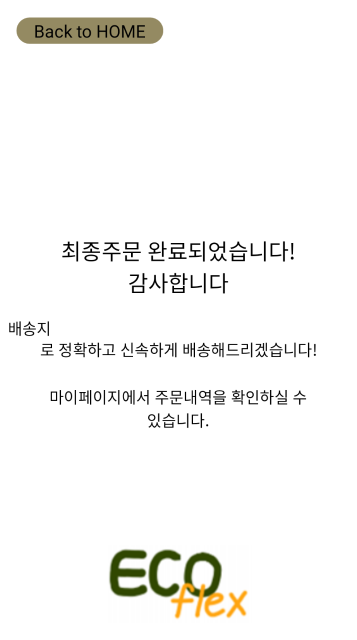 Back to HOME
최종주문 완료되었습니다!
감사합니다
배송지
로 정확하고 신속하게 배송해드리겠습니다!
마이페이지에서 주문내역을 확인하실 수
있습니다.
ECO
flex